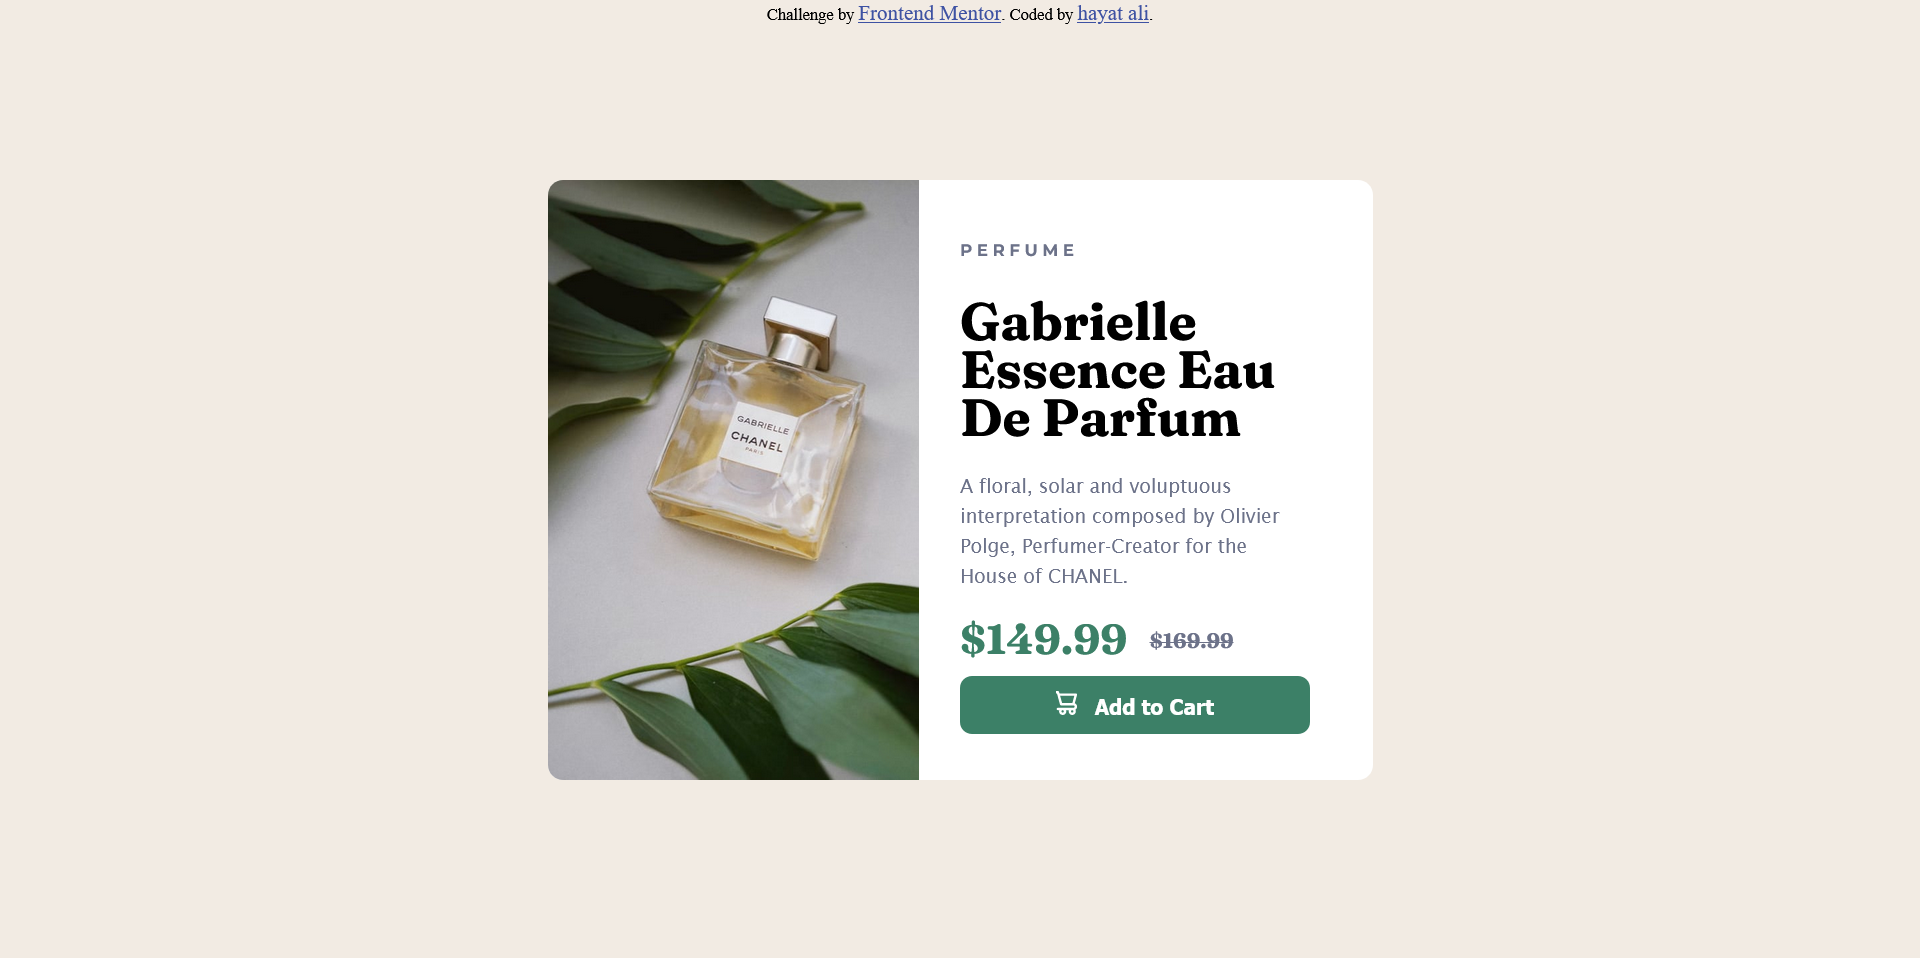 Challenge by Frontend Mentor. Coded by hayat ali.
GABRIELLE
CHANEL
PARIS
PERFUME
Gabrielle
Essence Eau
De Parfum
A floral, solar and voluptuous
interpretation composed by Olivier
Polge, Perfumer-Creator for the
House of CHANEL.
$149.99 $169.99
Add to Cart